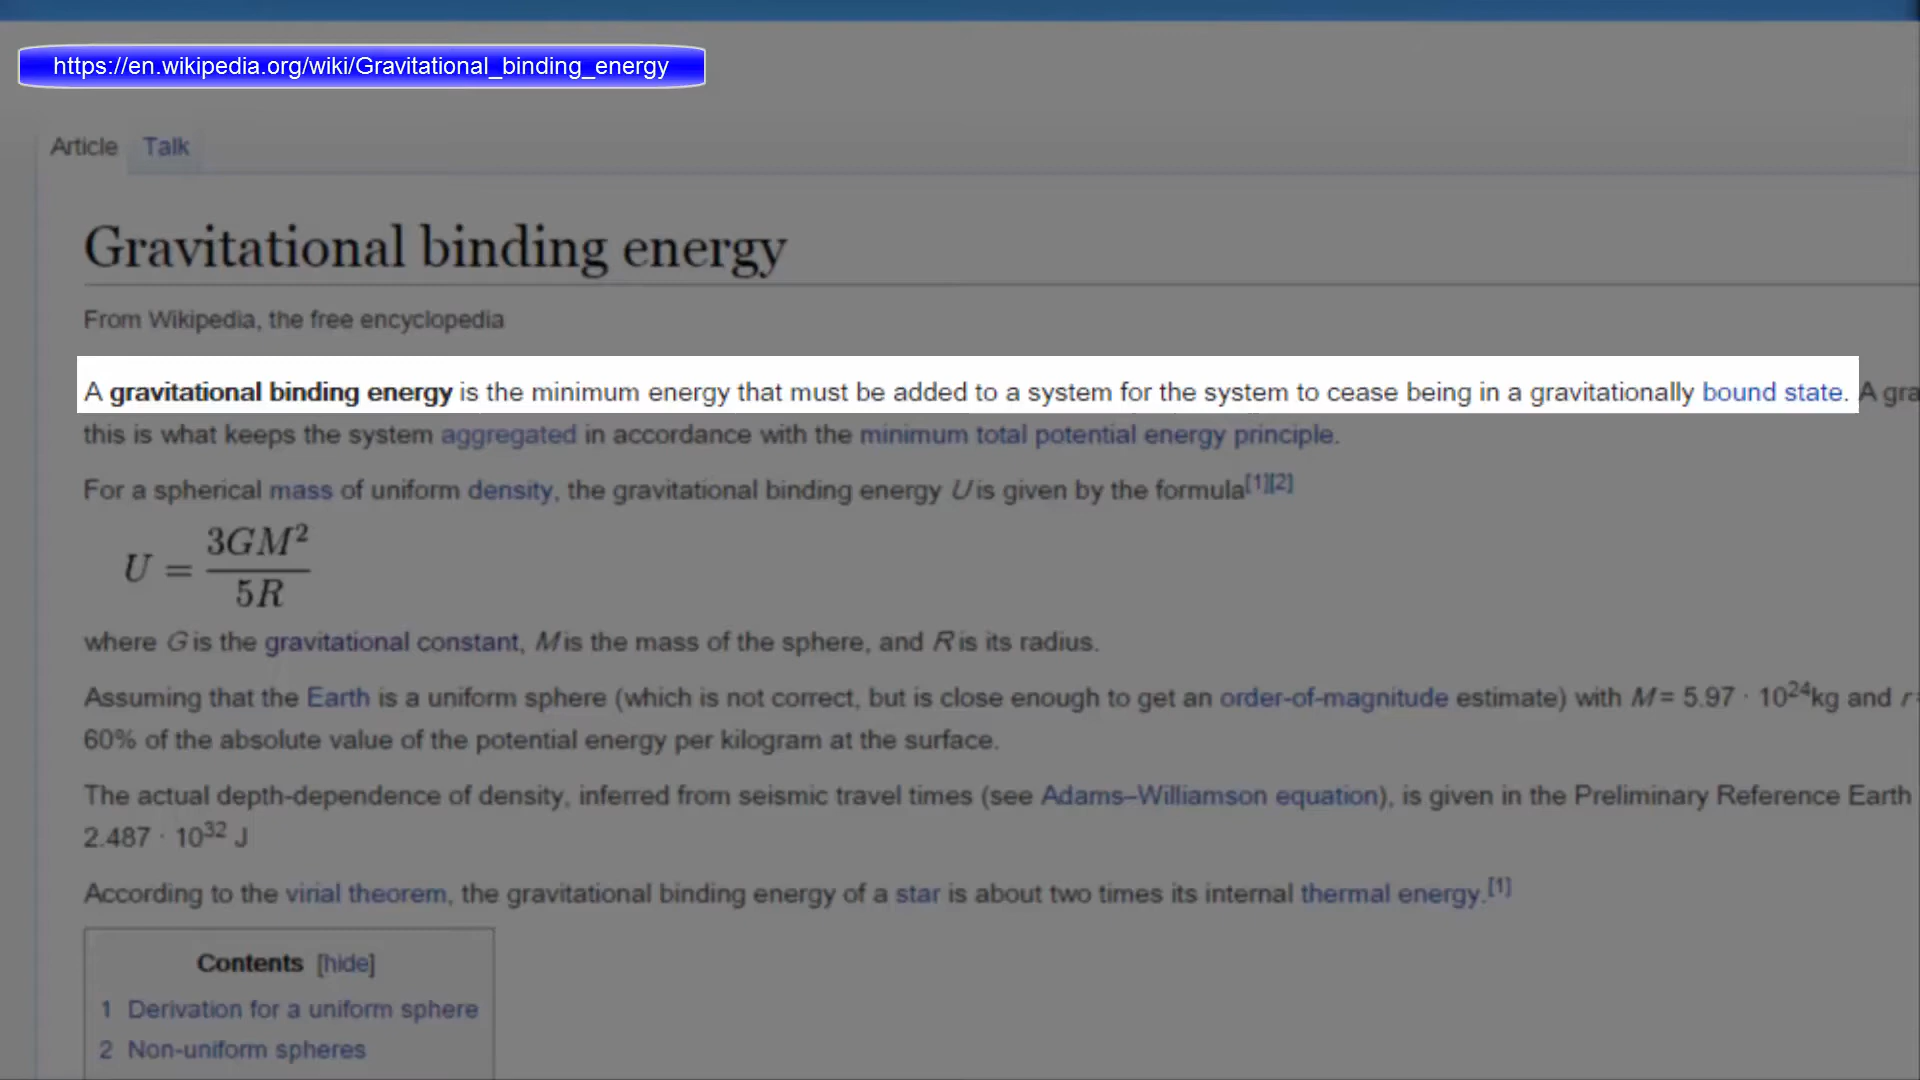 https://en.wikipedia.org/wiki/Gravitational_binding_energy
Article Talk
Gravitational binding energy
From Wikipedia, the free encyclopedia
A gravitational binding energy is the minimum energy that must be added to a system for the system to cease being in a gravitationally bound state. A gra
this is what keeps the system aggregated in accordance with the minimum total potential energy principle.
For a spherical mass of uniform density, the gravitational binding energy U is given by the formula[1][2]
U = 3GM²/5R
where G is the gravitational constant, M is the mass of the sphere, and R is its radius.
Assuming that the Earth is a uniform sphere (which is not correct, but is close enough to get an order-of-magnitude estimate) with M = 5.97 · 10²⁴kg and r
60% of the absolute value of the potential energy per kilogram at the surface.
The actual depth-dependence of density, inferred from seismic travel times (see Adams–Williamson equation), is given in the Preliminary Reference Earth
2.487 · 10³² J
According to the virial theorem, the gravitational binding energy of a star is about two times its internal thermal energy.[1]
Contents [hide]
1 Derivation for a uniform sphere
2 Non-uniform spheres